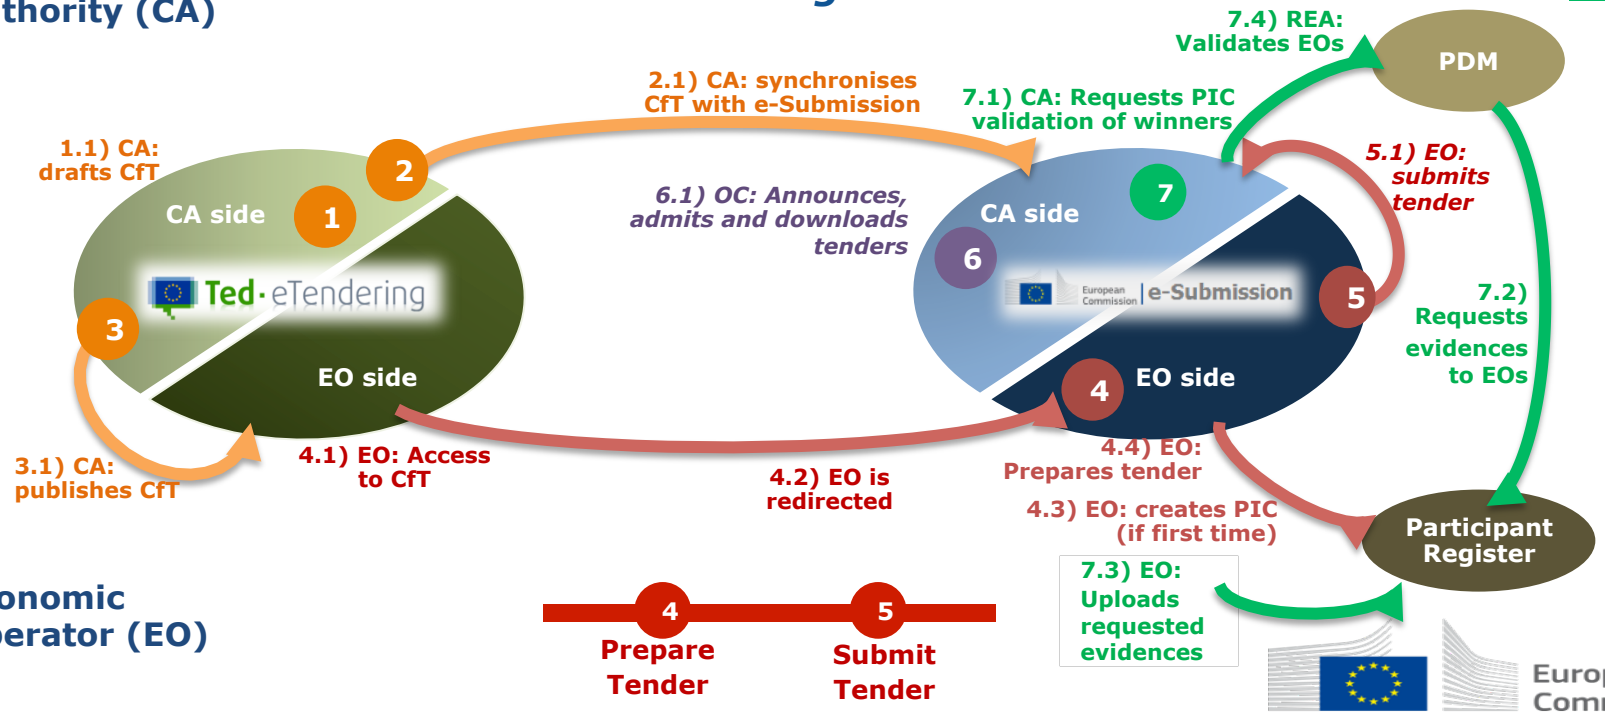 thority (CA)
7.4) REA:
Validates EOs
PDM
2.1) CA: synchronises
CfT with e-Submission
7.1) CA: Requests PIC
validation of winners
1.1) CA:
drafts CfT
2
5.1) EO:
submits
tender
6.1) OC: Announces,
admits and downloads
tenders
CA side
1
CA side
7
6
Ted·eTendering
European
Commission
e-Submission
5
3
7.2)
Requests
evidences
to EOs
EO side
4
EO side
3.1) CA:
publishes CfT
4.1) EO: Access
to CfT
4.2) EO is
redirected
4.4) EO:
Prepares tender
4.3) EO: creates PIC
(if first time)
Participant
Register
7.3) EO:
Uploads
requested
evidences
onomic
perator (EO)
4
5
Prepare
Tender
Submit
Tender
Europ
Comm